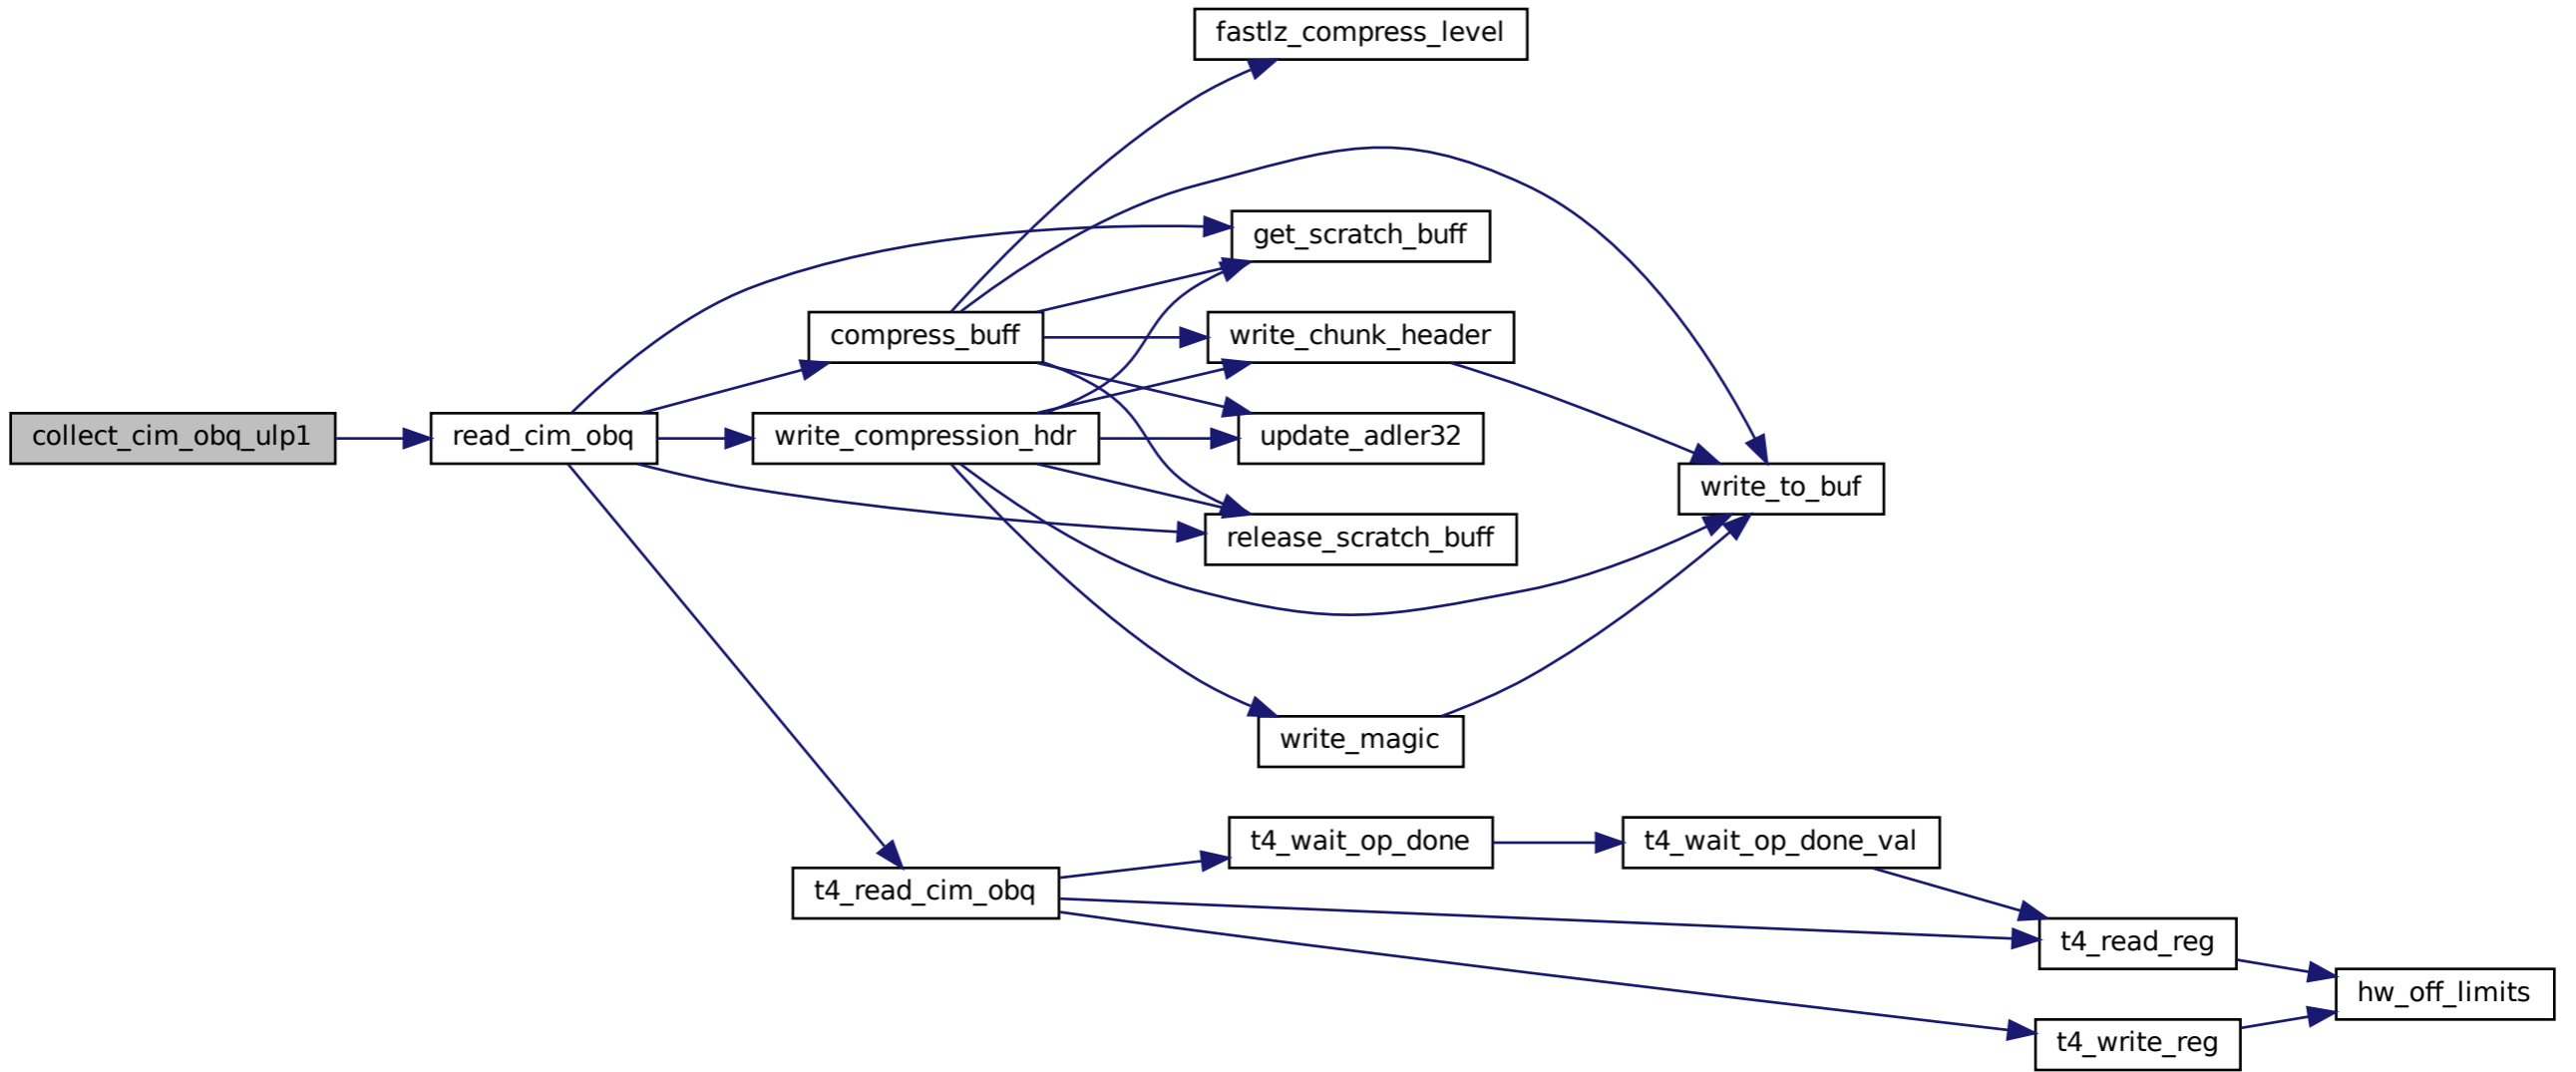 fastlz_compress_level
get_scratch_buff
compress_buff
write_chunk_header
collect_cim_obq_ulp1
read_cim_obq
write_compression_hdr
update_adler32
write_to_buf
release_scratch_buff
write_magic
t4_wait_op_done
t4_wait_op_done_val
t4_read_cim_obq
t4_read_reg
hw_off_limits
t4_write_reg